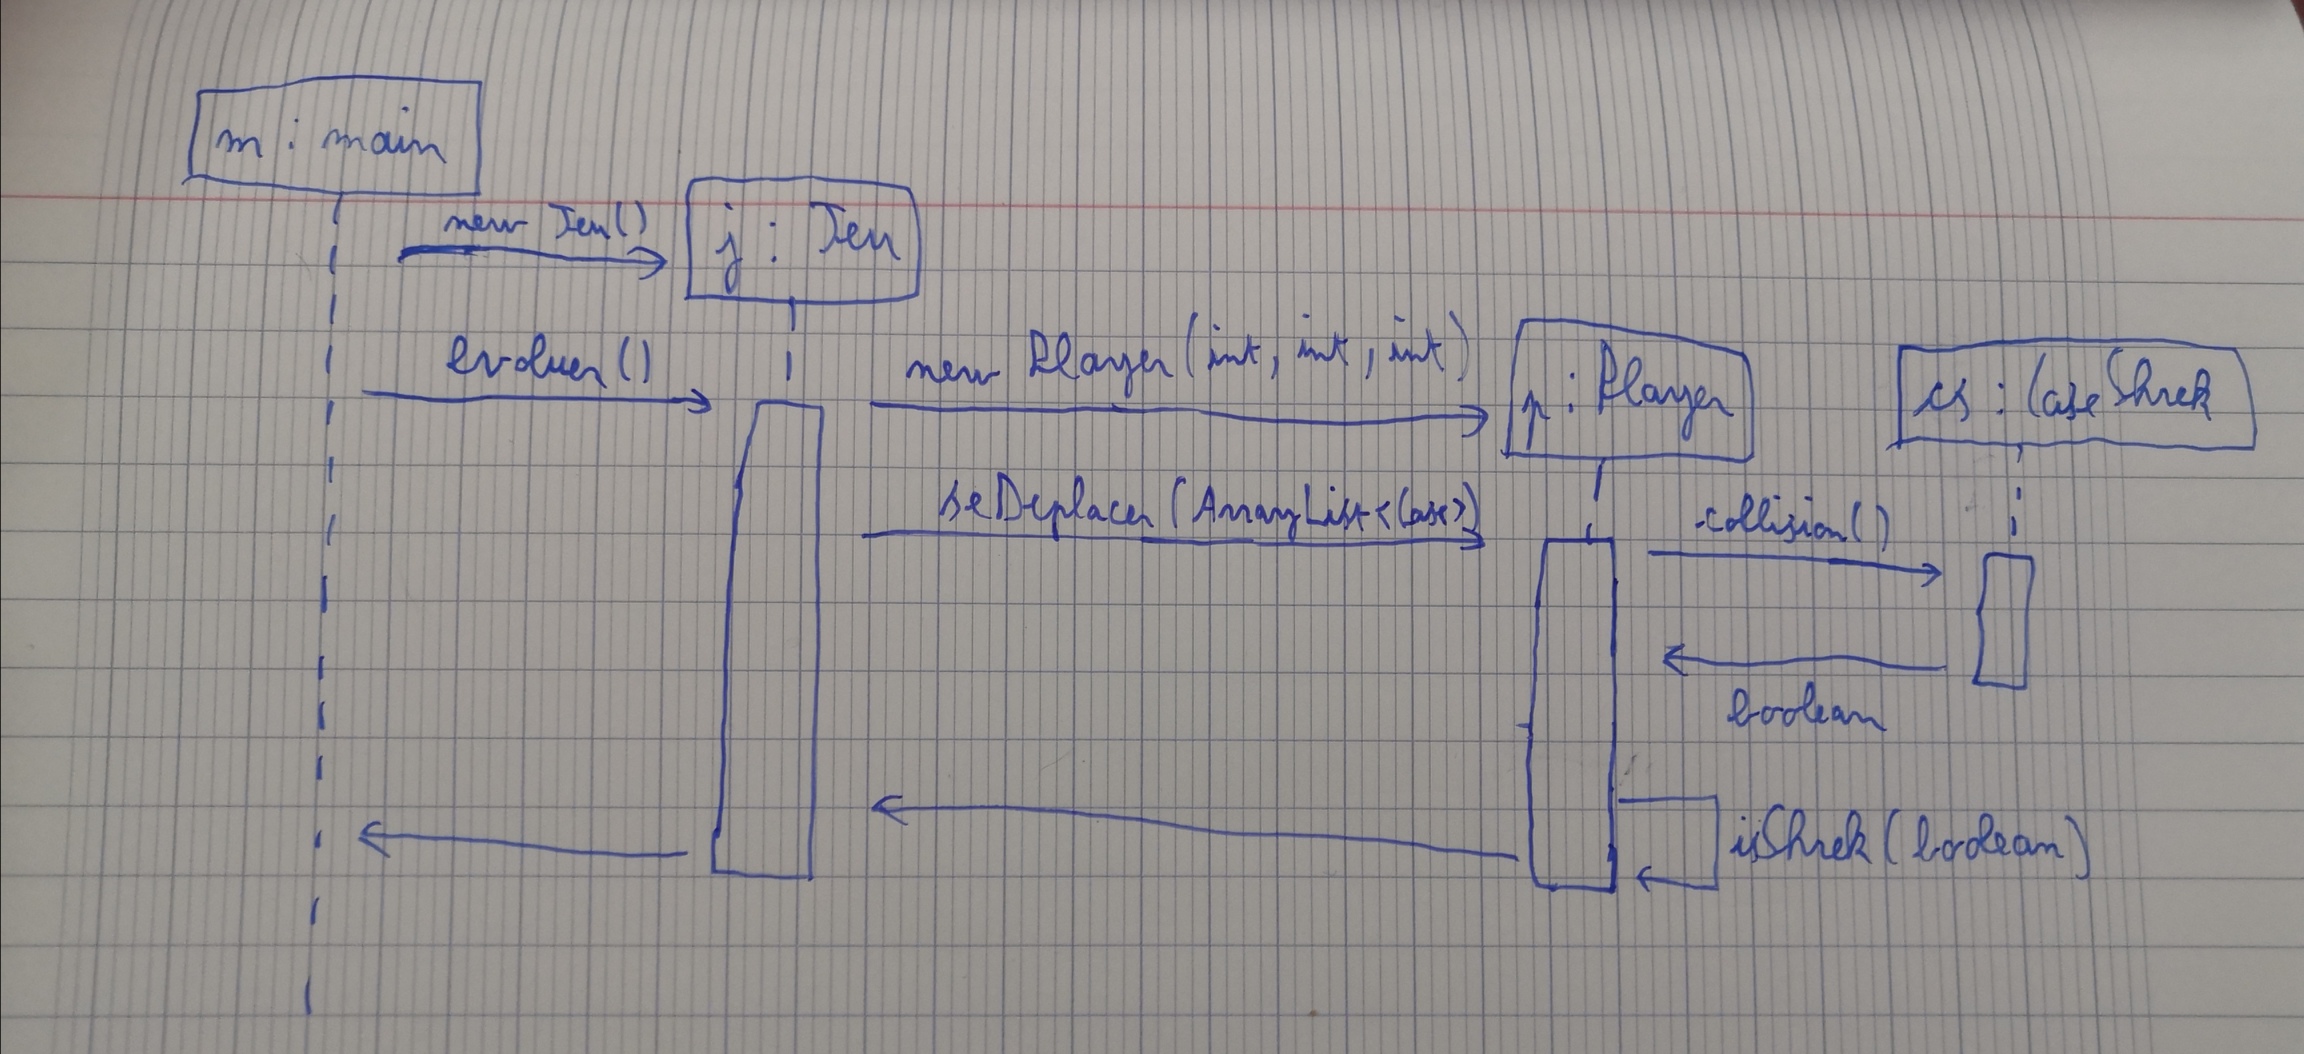 m : main
new Jeu()
j : Jeu
evoluer()
new Player(int, int, int)
p : Player
cs : CaseShrek
seDeplacer(ArrayList<Case>)
collision()
boolean
isShrek(boolean)